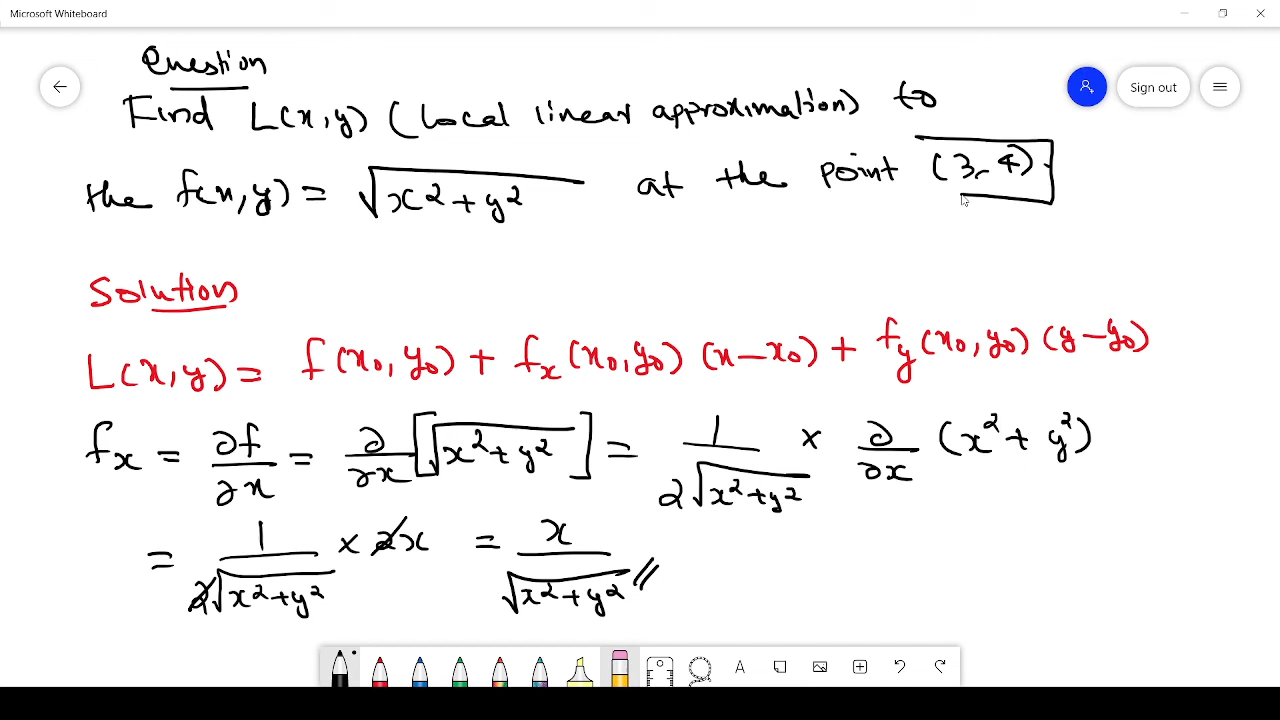 Microsoft Whiteboard
Sign out
Question
Find L(x,y) (local linear approximation) to
the f(x,y) = √(x²+y²) at the point (3,4).
Solution
L(x,y) = f(x₀,y₀) + fₓ(x₀,y₀) (x-x₀) + f_y(x₀,y₀) (y-y₀)
fₓ = ∂f/∂x = ∂/∂x [√(x²+y²)] = 1/(2√(x²+y²)) × ∂/∂x (x²+y²)
= 1/(2√(x²+y²)) × 2x = x/√(x²+y²) //
A